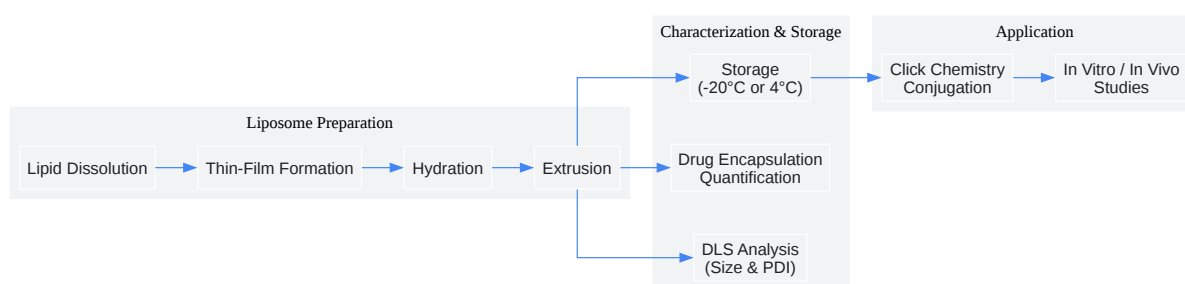 Liposome Preparation
Lipid Dissolution
Thin-Film Formation
Hydration
Extrusion
Characterization & Storage
Storage
(-20°C or 4°C)
Drug Encapsulation
Quantification
DLS Analysis
(Size & PDI)
Application
Click Chemistry
Conjugation
In Vitro / In Vivo
Studies